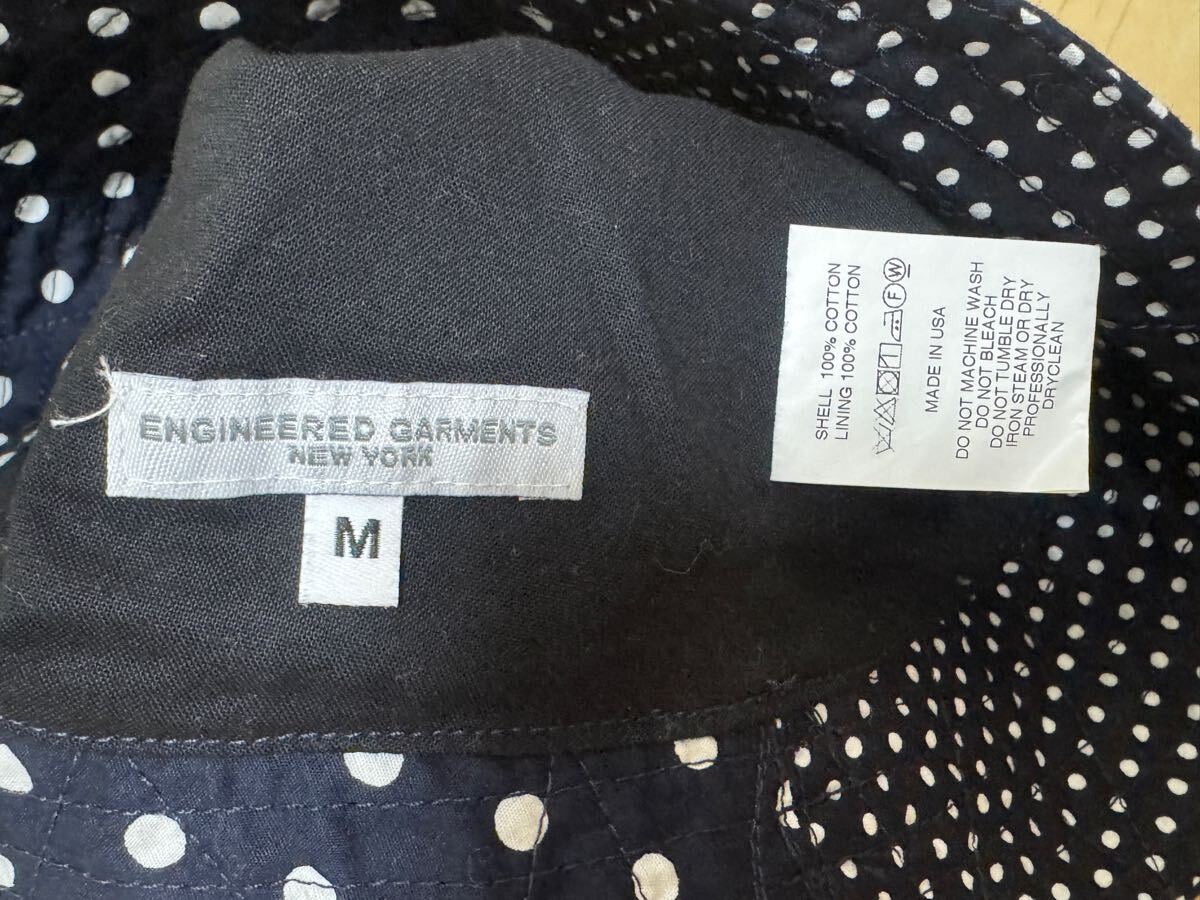 ENGINEERED GARMENTS
NEW YORK
M
SHELL 100% COTTON
LINING 100% COTTON
F W
MADE IN USA
DO NOT MACHINE WASH
DO NOT BLEACH
DO NOT TUMBLE DRY
IRON STEAM OR DRY
PROFESSIONALLY
DRYCLEAN